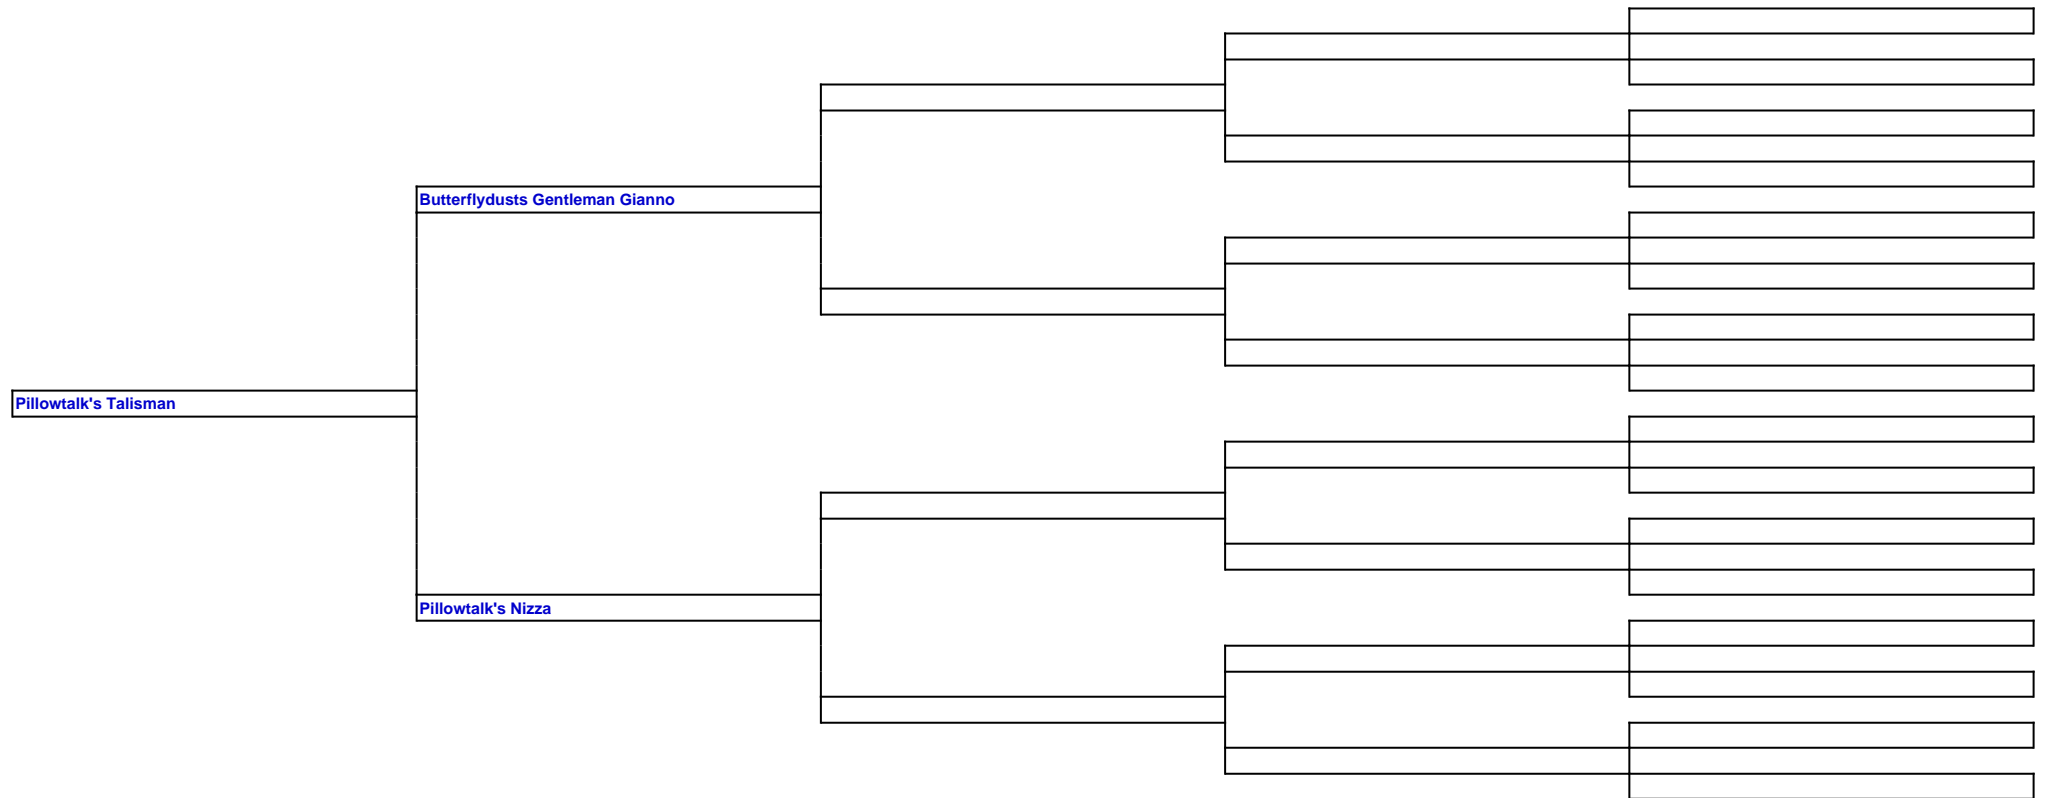 Butterflydusts Gentleman Gianno
Pillowtalk's Talisman
Pillowtalk's Nizza